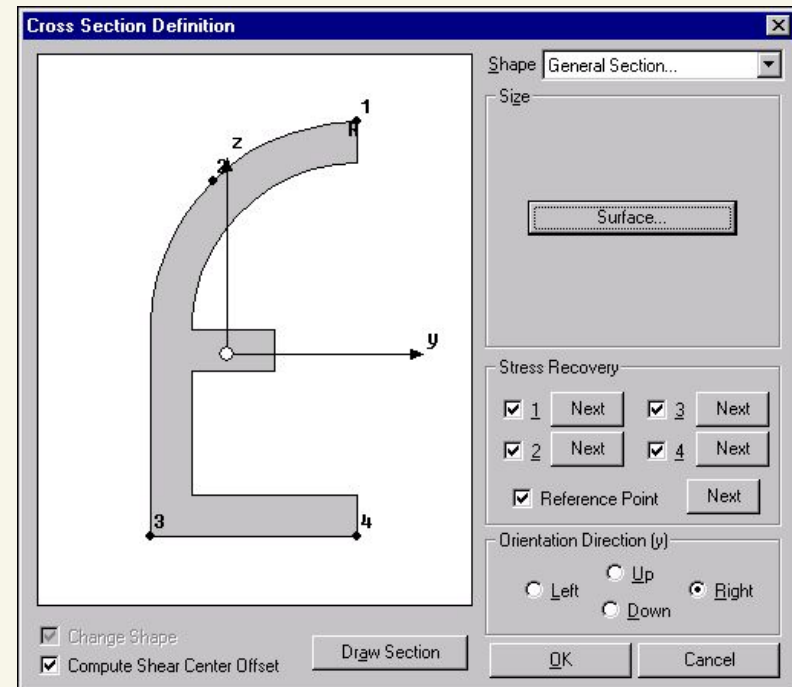 Cross Section Definition
Shape General Section...
Size
Surface...
1
R
2
z
y
3
4
Stress Recovery
1 Next 3 Next
2 Next 4 Next
Reference Point Next
Orientation Direction (y)
Left Up Down Right
Change Shape
Compute Shear Center Offset
Draw Section
OK Cancel